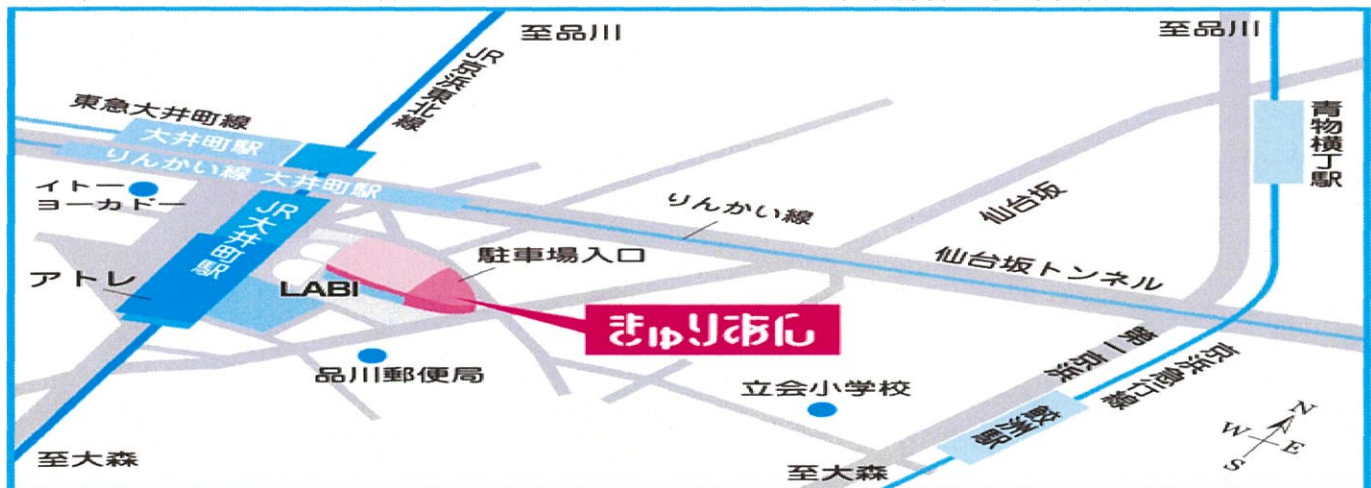 至品川
至品川
JR京浜東北線
東急大井町線
大井町駅
りんかい線 大井町駅
青物横丁駅
イトー
ヨーカドー
JR大井町駅
りんかい線
仙台坂
駐車場入口
仙台坂トンネル
アトレ
LABI
きゅりあん
第一京浜
京浜急行線
品川郵便局
立会小学校
鮫洲駅
N
W
E
S
至大森
至大森